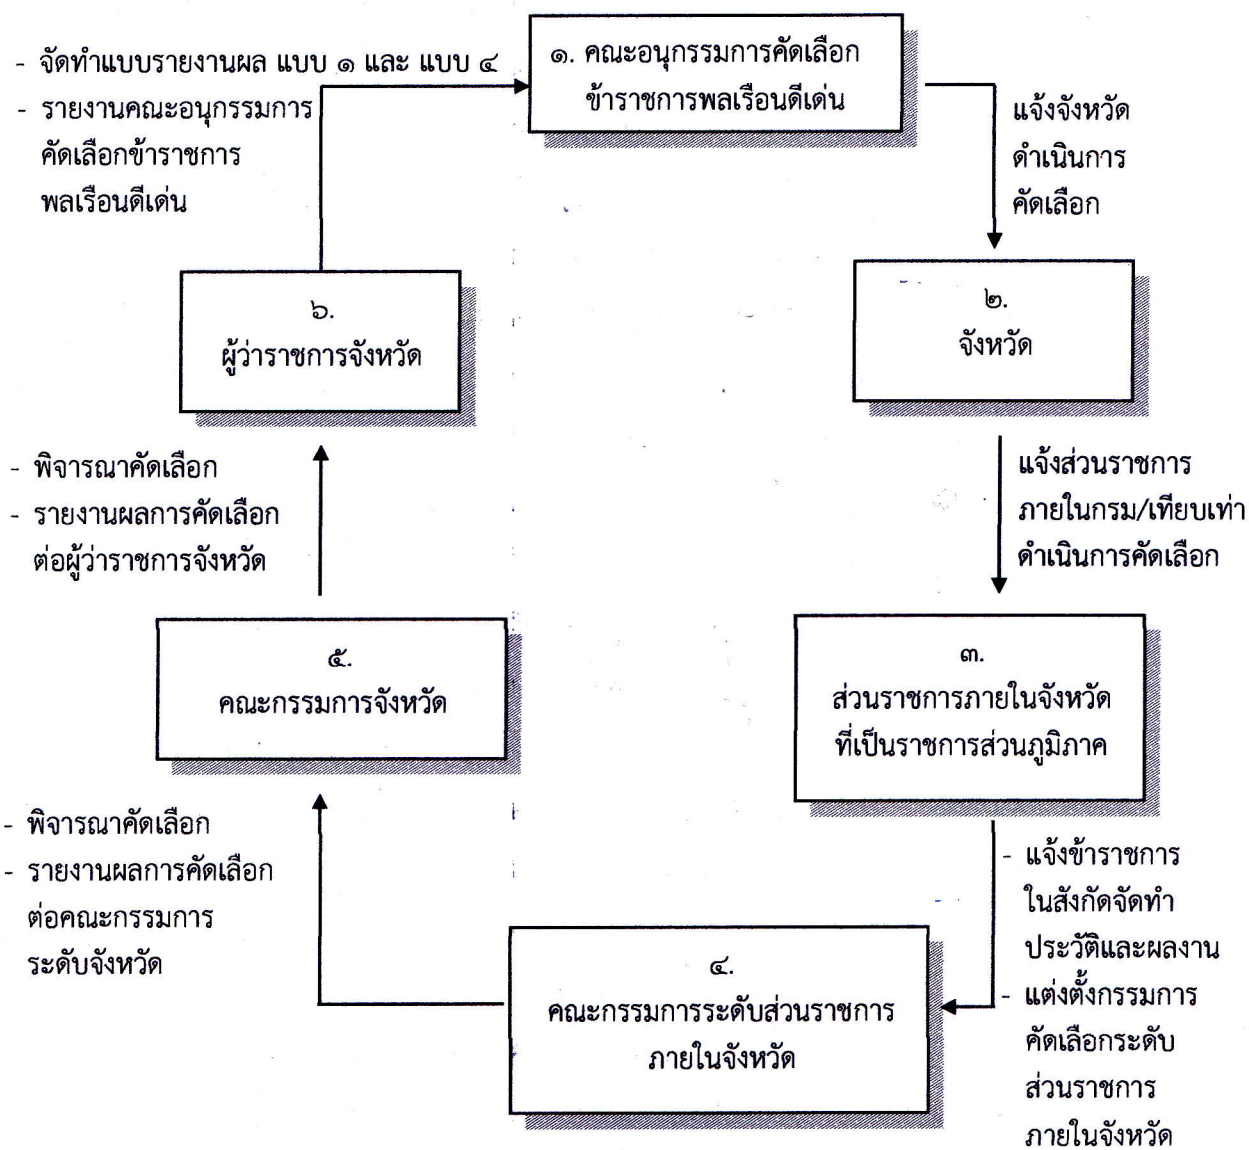 ๑. คณะอนุกรรมการคัดเลือก
ข้าราชการพลเรือนดีเด่น
แจ้งจังหวัด
ดำเนินการ
คัดเลือก
๒.
จังหวัด
แจ้งส่วนราชการ
ภายในกรม/เทียบเท่า
ดำเนินการคัดเลือก
๓.
ส่วนราชการภายในจังหวัด
ที่เป็นราชการส่วนภูมิภาค
- แจ้งข้าราชการ
ในสังกัดจัดทำ
ประวัติและผลงาน
- แต่งตั้งกรรมการ
คัดเลือกระดับ
ส่วนราชการ
ภายในจังหวัด
๔.
คณะกรรมการระดับส่วนราชการ
ภายในจังหวัด
- พิจารณาคัดเลือก
- รายงานผลการคัดเลือก
ต่อคณะกรรมการ
ระดับจังหวัด
๕.
คณะกรรมการจังหวัด
- พิจารณาคัดเลือก
- รายงานผลการคัดเลือก
ต่อผู้ว่าราชการจังหวัด
๖.
ผู้ว่าราชการจังหวัด
- จัดทำแบบรายงานผล แบบ ๑ และ แบบ ๔
- รายงานคณะอนุกรรมการ
คัดเลือกข้าราชการ
พลเรือนดีเด่น